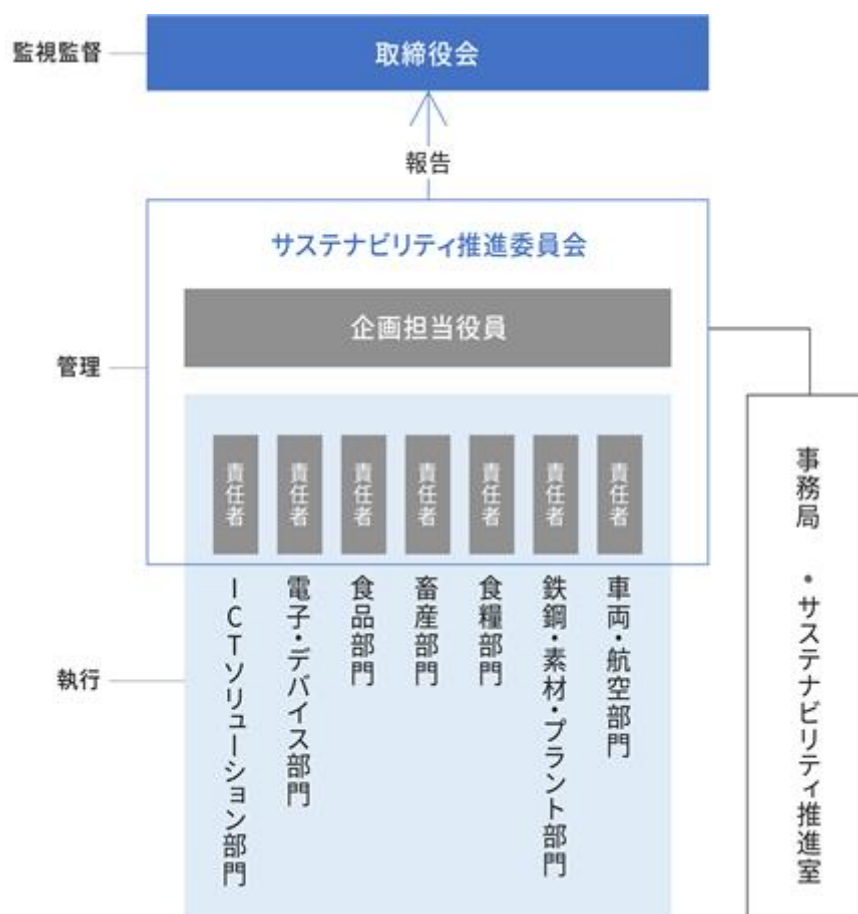 監視監督
取締役会
報告
サステナビリティ推進委員会
企画担当役員
管理
責任者
責任者
責任者
責任者
責任者
責任者
責任者
執行
ICTソリューション部門
電子・デバイス部門
食品部門
畜産部門
食糧部門
鉄鋼・素材・プラント部門
車両・航空部門
事務局
・サステナビリティ推進室